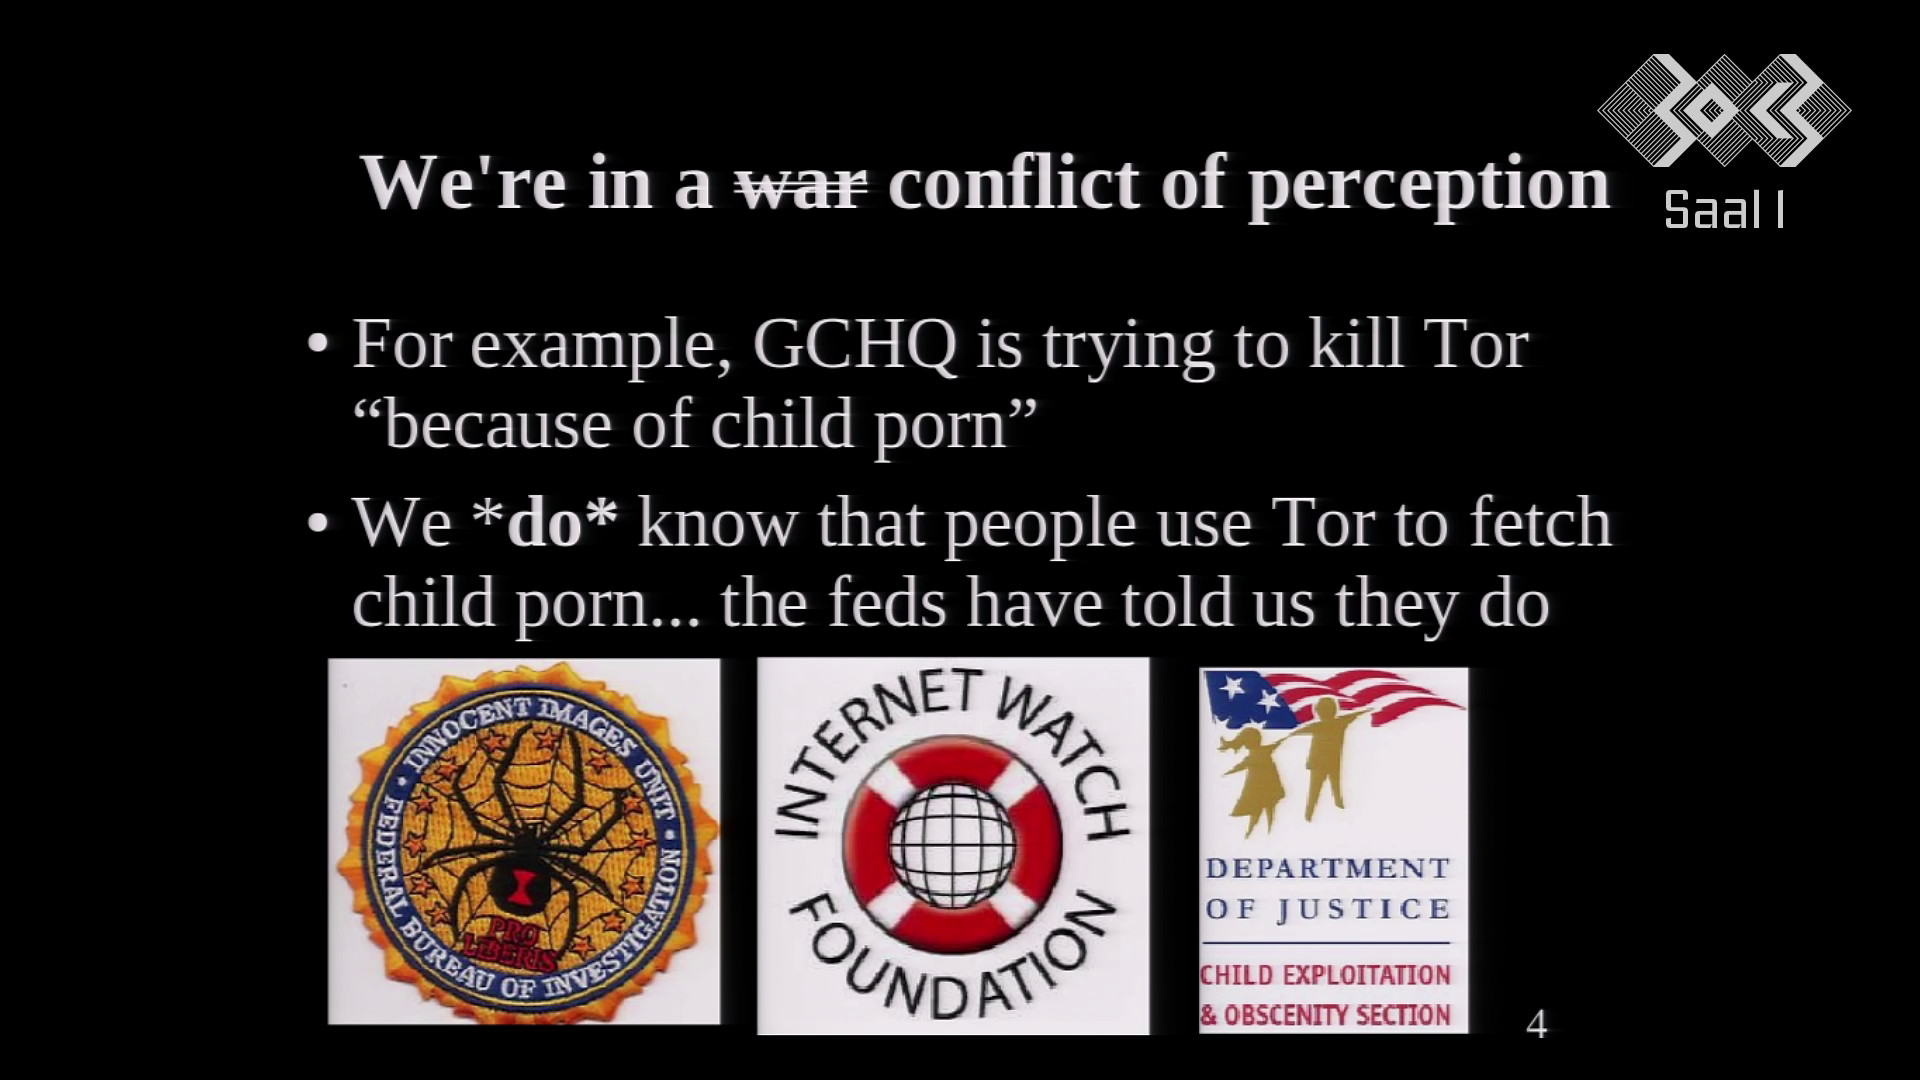 30C3
Saal 1
We're in a war conflict of perception
• For example, GCHQ is trying to kill Tor
“because of child porn”
• We *do* know that people use Tor to fetch
child porn... the feds have told us they do
• INNOCENT IMAGES UNIT •
FEDERAL BUREAU OF INVESTIGATION
PRO
LIBERIS
INTERNET WATCH
FOUNDATION
DEPARTMENT
OF JUSTICE
CHILD EXPLOITATION
& OBSCENITY SECTION
4